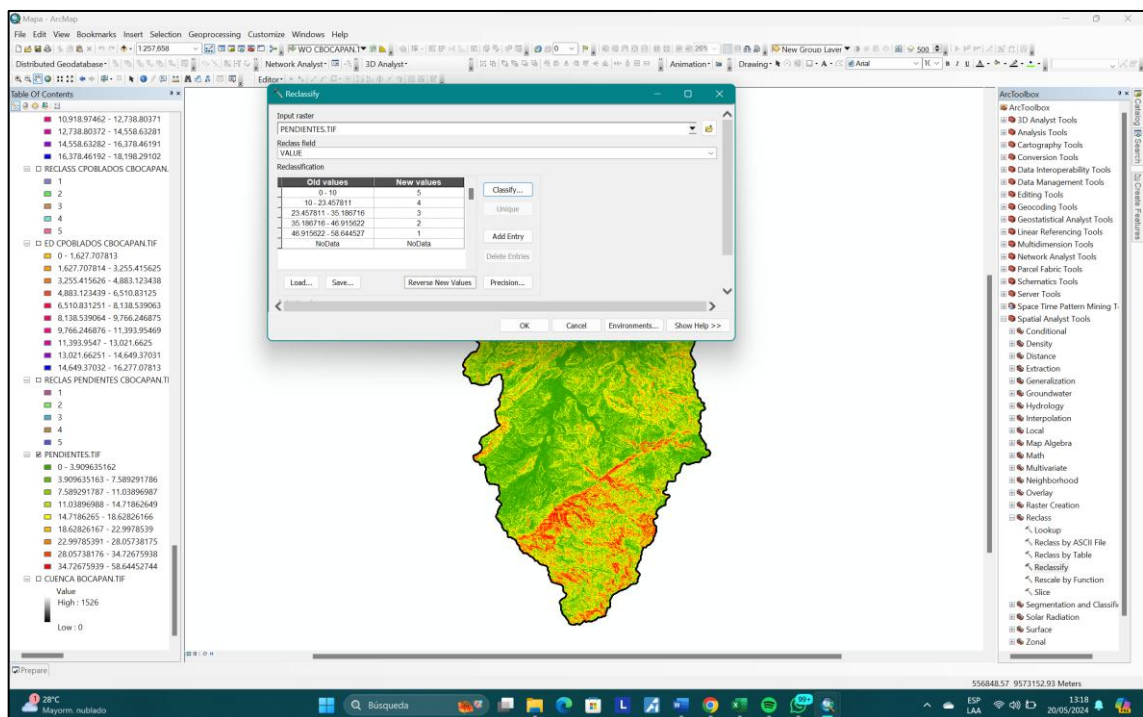 Mapa - ArcMap
File Edit View Bookmarks Insert Selection Geoprocessing Customize Windows Help
1:257,658
WO CBOCAPAN.T
New Group Layer
500
Distributed Geodatabase
Network Analyst
3D Analyst
Animation
Drawing
Arial
Editor
Table Of Contents
10,918.97462 - 12,738.80371
12,738.80372 - 14,558.63281
14,558.63282 - 16,378.46191
16,378.46192 - 18,198.29102
RECLASS CPOBLADOS CBOCAPAN.
1
2
3
4
5
ED CPOBLADOS CBOCAPAN.TIF
0 - 1,627.707813
1,627.707814 - 3,255.415625
3,255.415626 - 4,883.123438
4,883.123439 - 6,510.83125
6,510.831251 - 8,138.539063
8,138.539064 - 9,766.246875
9,766.246876 - 11,393.95469
11,393.9547 - 13,021.6625
13,021.66251 - 14,649.37031
14,649.37032 - 16,277.07813
RECLAS PENDIENTES CBOCAPAN.TI
1
2
3
4
5
PENDIENTES.TIF
0 - 3.909635162
3.909635163 - 7.589291786
7.589291787 - 11.03896987
11.03896988 - 14.71862649
14.7186265 - 18.62826166
18.62826167 - 22.9978539
22.99785391 - 28.05738175
28.05738176 - 34.72675938
34.72675939 - 58.64452744
CUENCA BOCAPAN.TIF
Value
High : 1526
Low : 0
Reclassify
Input raster
PENDIENTES.TIF
Reclass field
VALUE
Reclassification
Old values New values
0 - 10 5
10 - 23.457811 4
23.457811 - 35.186716 3
35.186716 - 46.915622 2
46.915622 - 58.644527 1
NoData NoData
Classify...
Unique
Add Entry
Delete Entries
Load... Save... Reverse New Values Precision...
OK Cancel Environments... Show Help >>
ArcToolbox
ArcToolbox
3D Analyst Tools
Analysis Tools
Cartography Tools
Conversion Tools
Data Interoperability Tools
Data Management Tools
Editing Tools
Geocoding Tools
Geostatistical Analyst Tools
Linear Referencing Tools
Multidimension Tools
Network Analyst Tools
Parcel Fabric Tools
Schematics Tools
Server Tools
Space Time Pattern Mining T
Spatial Analyst Tools
Conditional
Density
Distance
Extraction
Generalization
Groundwater
Hydrology
Interpolation
Local
Map Algebra
Math
Multivariate
Neighborhood
Overlay
Raster Creation
Reclass
Lookup
Reclass by ASCII File
Reclass by Table
Reclassify
Rescale by Function
Slice
Segmentation and Classifi
Solar Radiation
Surface
Zonal
Catalog
Search
Create Features
Prepare
556848.57 9573152.93 Meters
28°C
Mayorm. nublado
Búsqueda
99+
ESP
LAA
13:18
20/05/2024